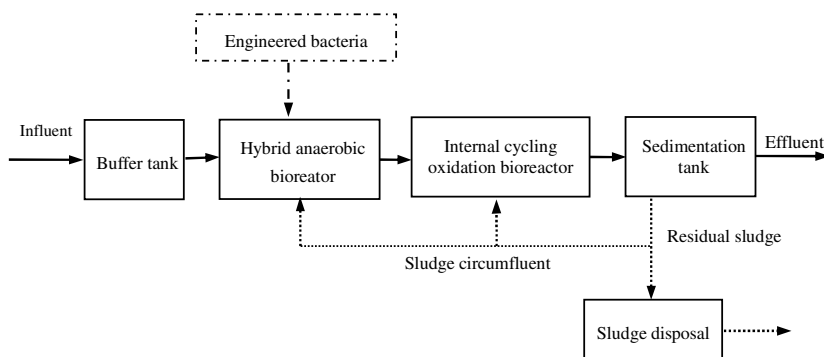 Engineered bacteria
Influent
Buffer tank
Hybrid anaerobic
bioreator
Internal cycling
oxidation bioreactor
Sedimentation
tank
Effluent
Residual sludge
Sludge circumfluent
Sludge disposal